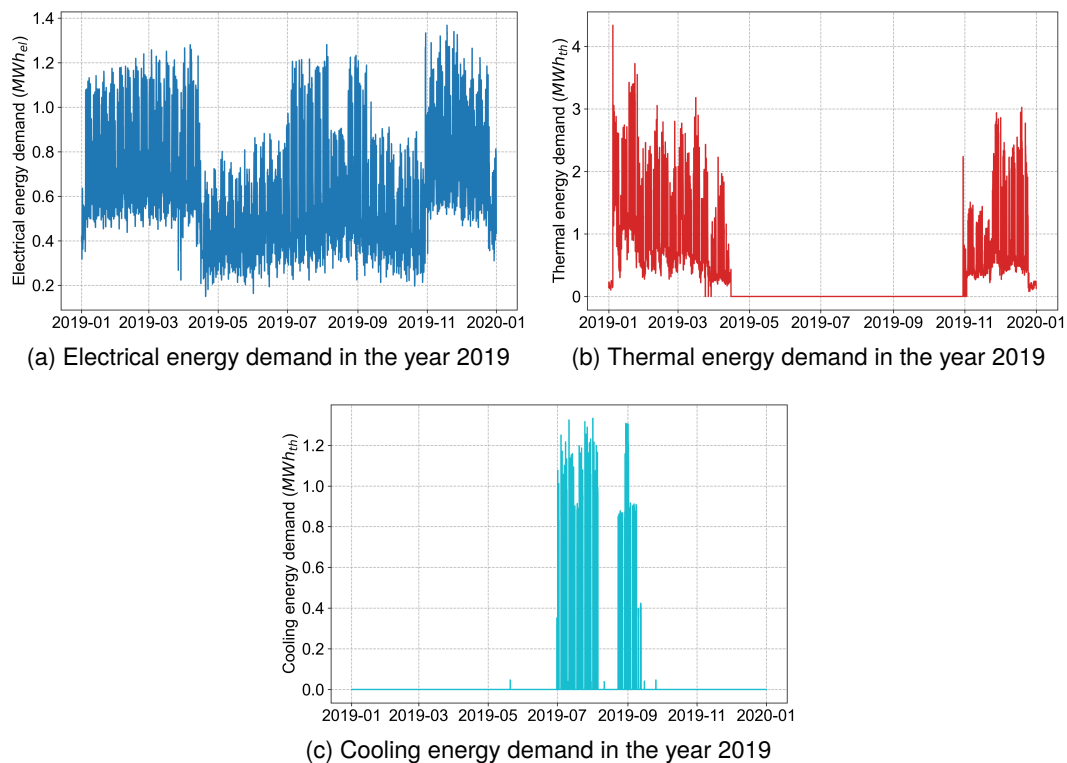 Electrical energy demand (MWh_el)
1.4
1.2
1.0
0.8
0.6
0.4
0.2
2019-01 2019-03 2019-05 2019-07 2019-09 2019-11 2020-01
(a) Electrical energy demand in the year 2019
Thermal energy demand (MWh_th)
4
3
2
1
0
2019-01 2019-03 2019-05 2019-07 2019-09 2019-11 2020-01
(b) Thermal energy demand in the year 2019
Cooling energy demand (MWh_th)
1.2
1.0
0.8
0.6
0.4
0.2
0.0
2019-01 2019-03 2019-05 2019-07 2019-09 2019-11 2020-01
(c) Cooling energy demand in the year 2019